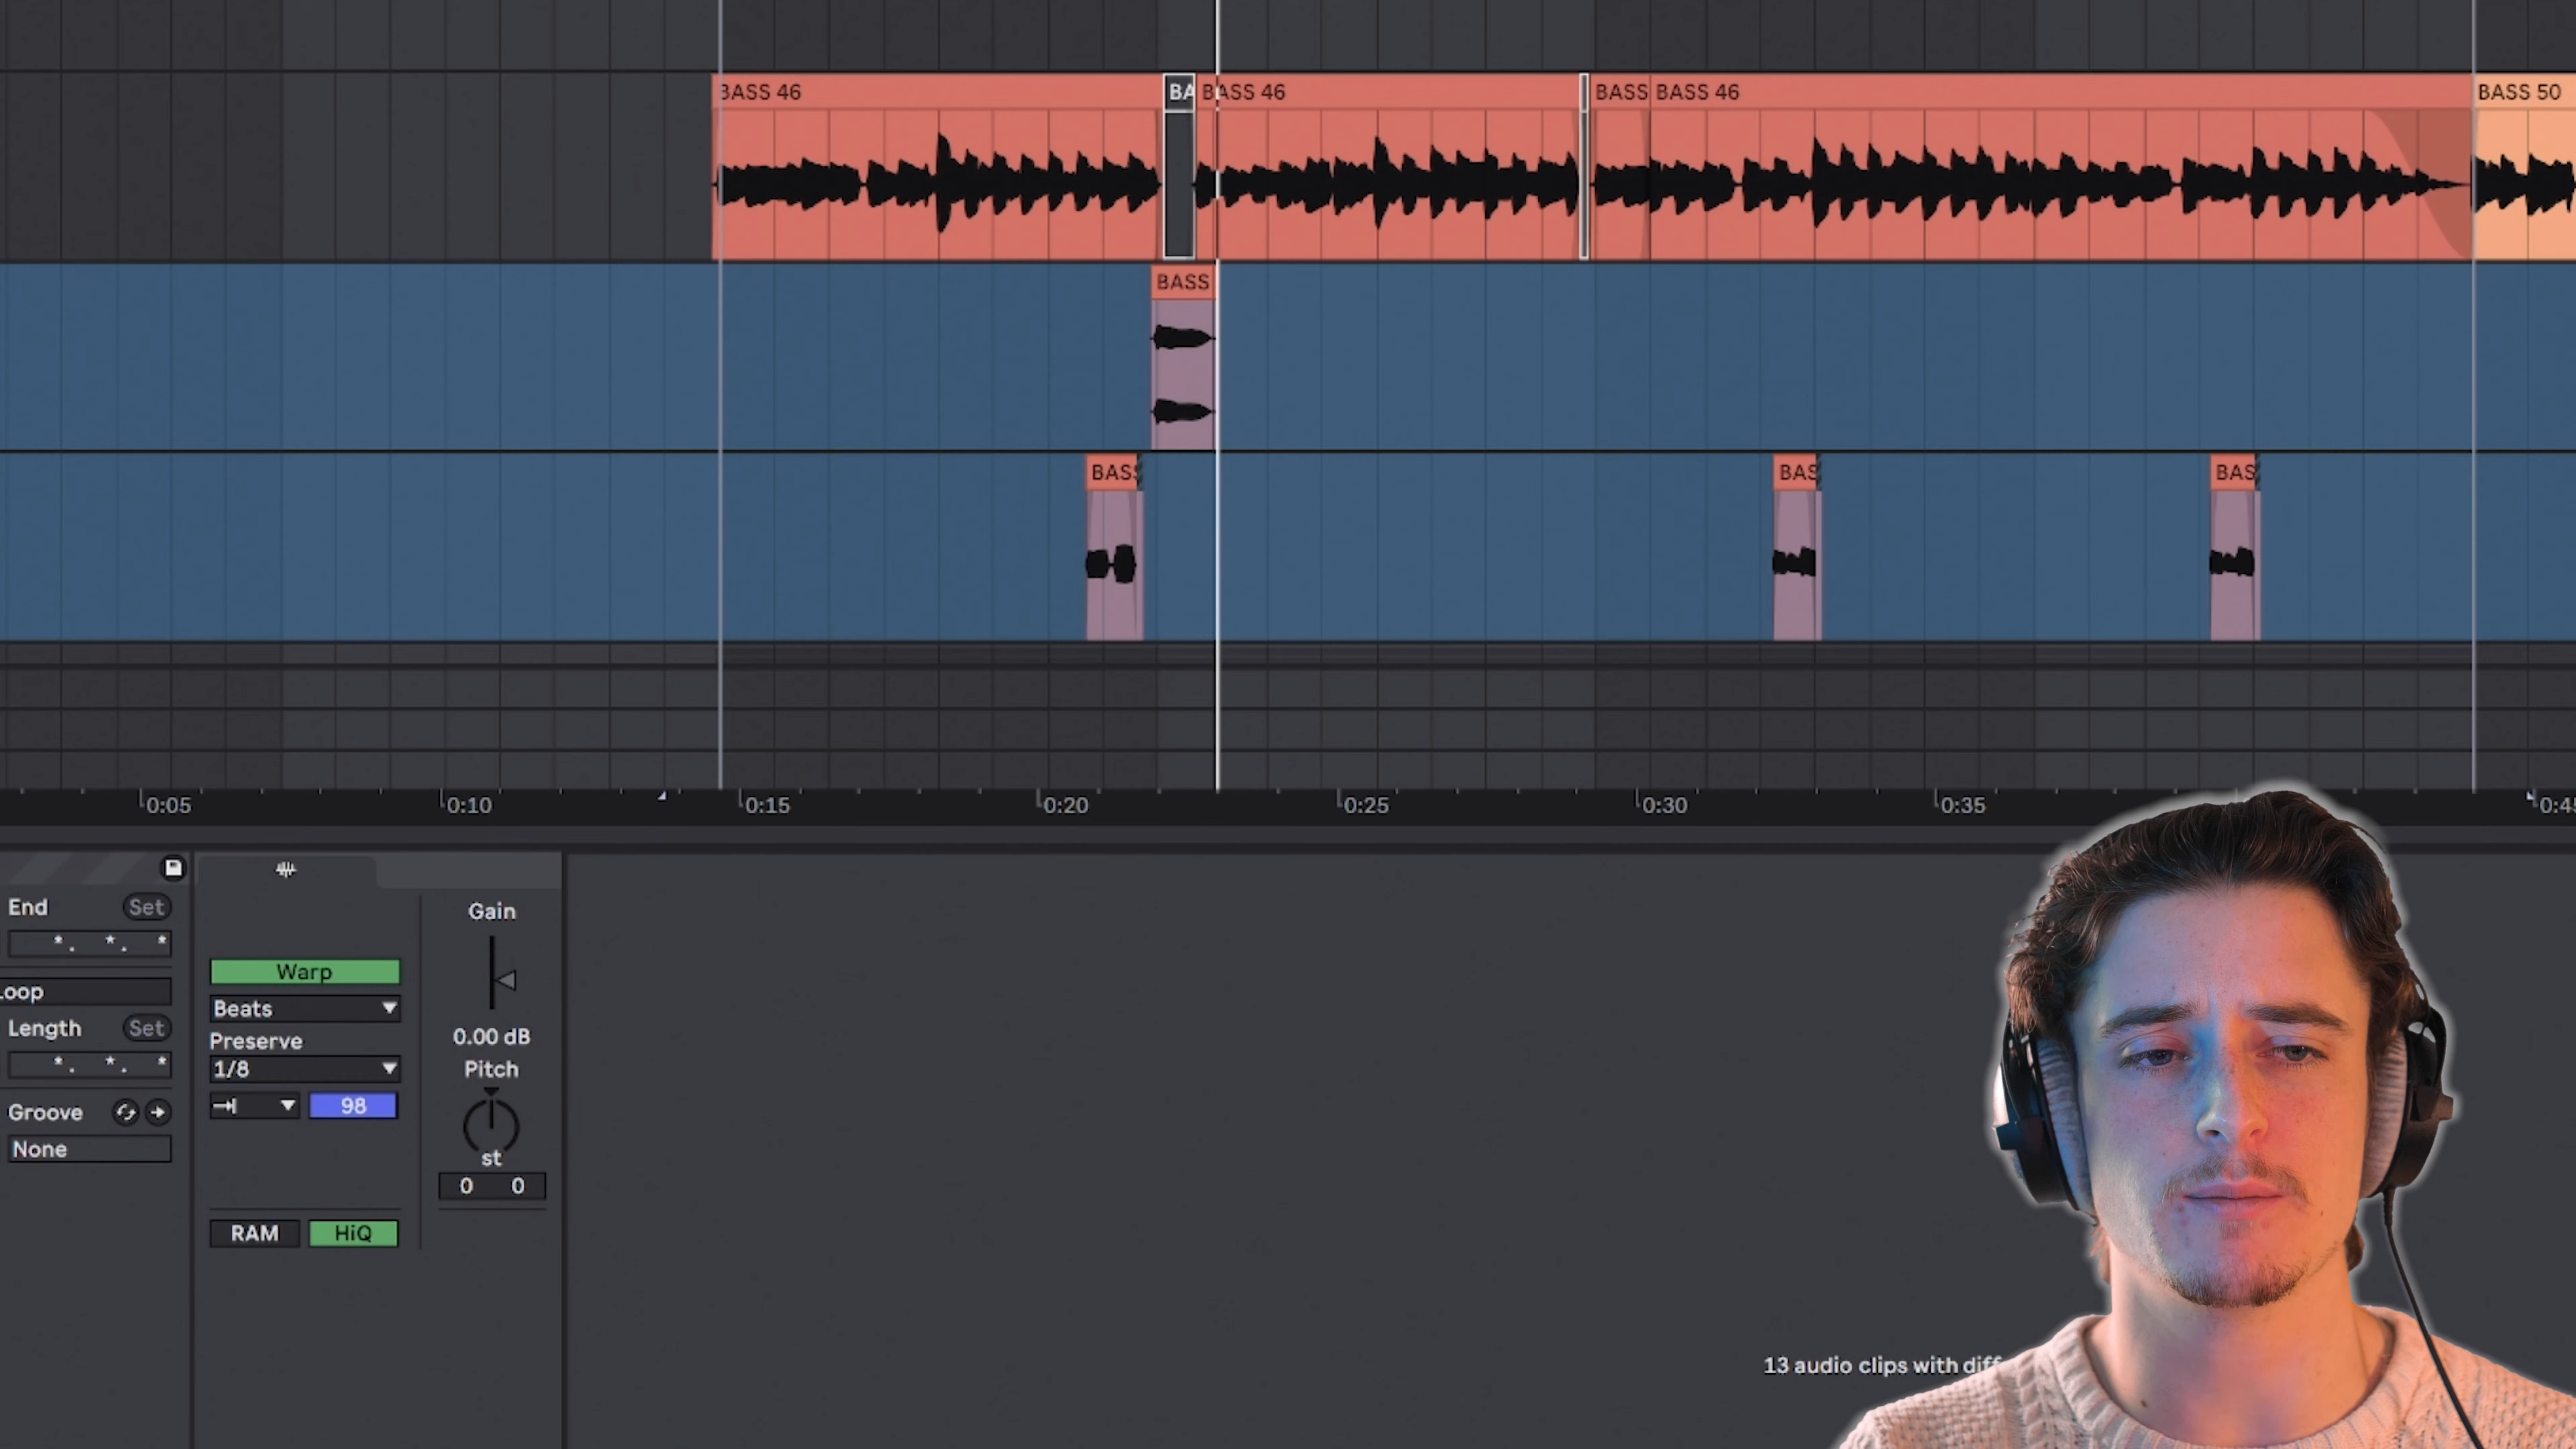 BASS 46
BA
BASS 46
BASS
BASS 46
BASS 50
BASS
BASS
BAS
BAS
0:05
0:10
0:15
0:20
0:25
0:30
0:35
End
Set
*. *. *
Loop
Length
Set
*. *. *
Groove
None
Warp
Beats
Preserve
1/8
98
RAM
HiQ
Gain
0.00 dB
Pitch
st
0 0
13 audio clips with diff